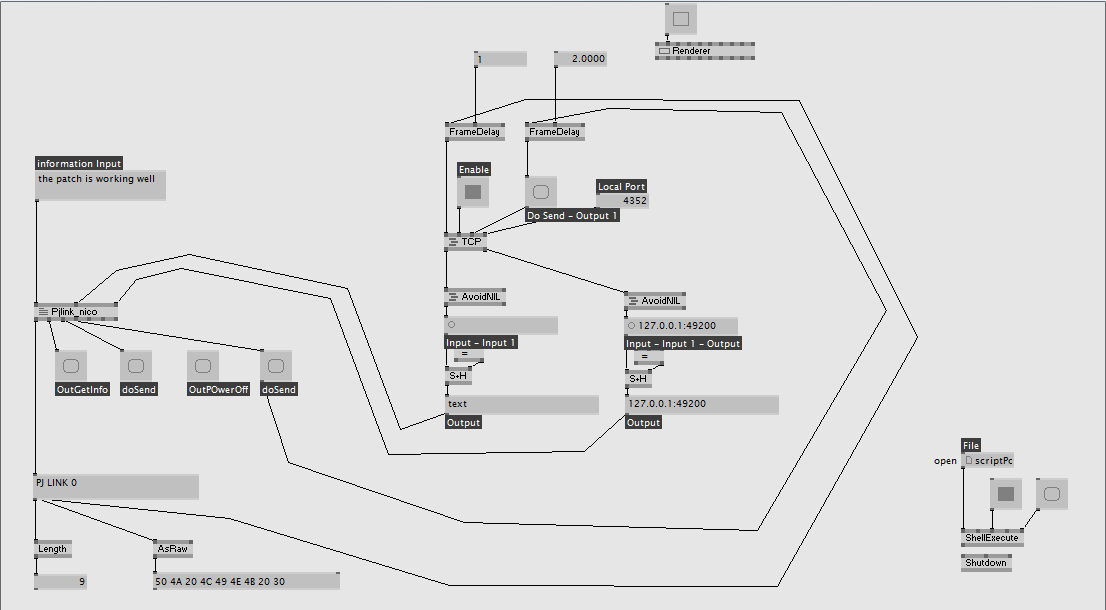 Renderer
1
2.0000
FrameDelay
FrameDelay
information Input
the patch is working well
Enable
Local Port
4352
Do Send - Output 1
TCP
AvoidNIL
AvoidNIL
Pjlink_nico
127.0.0.1:49200
Input - Input 1
Input - Input 1 - Output
=
=
S+H
S+H
OutGetInfo
doSend
OutPOwerOff
doSend
text
127.0.0.1:49200
Output
Output
File
open
scriptPc
PJ LINK 0
ShellExecute
Length
AsRaw
Shutdown
9
50 4A 20 4C 49 4E 4B 20 30